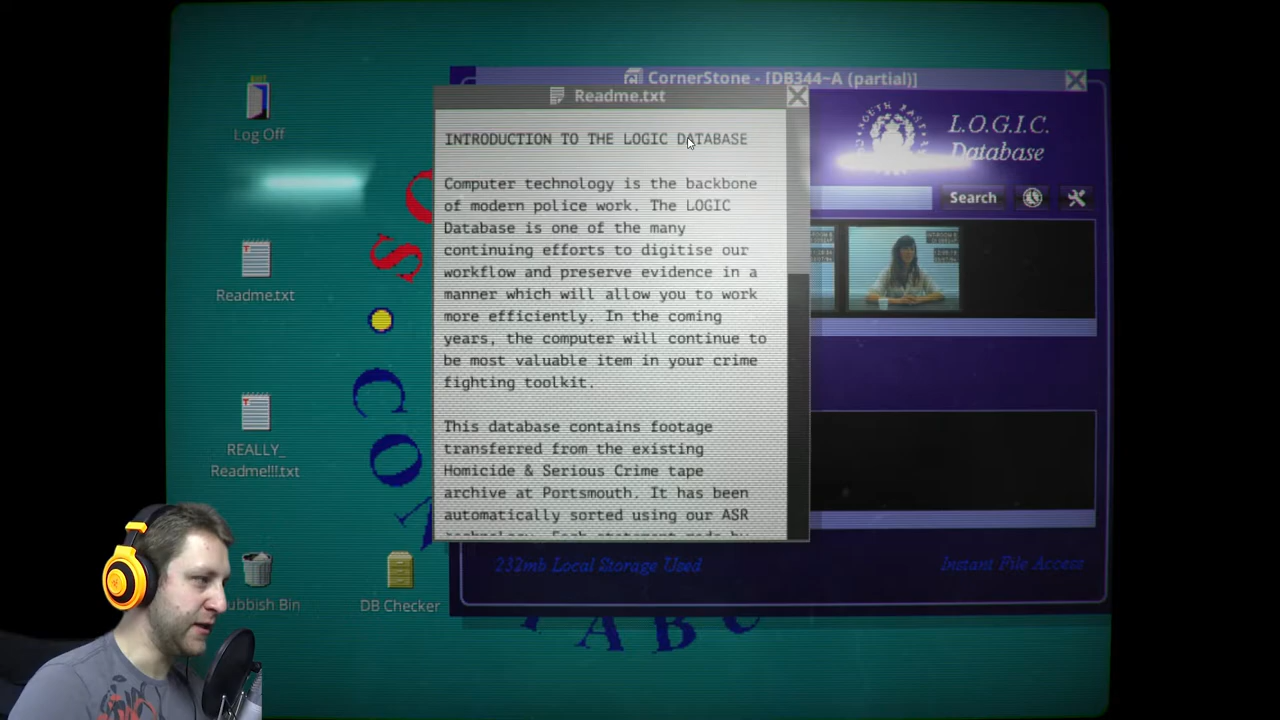 CornerStone - [DB344~A (partial)]
Readme.txt
INTRODUCTION TO THE LOGIC DATABASE
Computer technology is the backbone
of modern police work. The LOGIC
Database is one of the many
continuing efforts to digitise our
workflow and preserve evidence in a
manner which will allow you to work
more efficiently. In the coming
years, the computer will continue to
be most valuable item in your crime
fighting toolkit.
This database contains footage
transferred from the existing
Homicide & Serious Crime tape
archive at Portsmouth. It has been
automatically sorted using our ASR
SOUTH EAST
L.O.G.I.C.
Database
Search
Log Off
Readme.txt
REALLY_
Readme!!!.txt
ubbish Bin
DB Checker
232mb Local Storage Used
Instant File Access